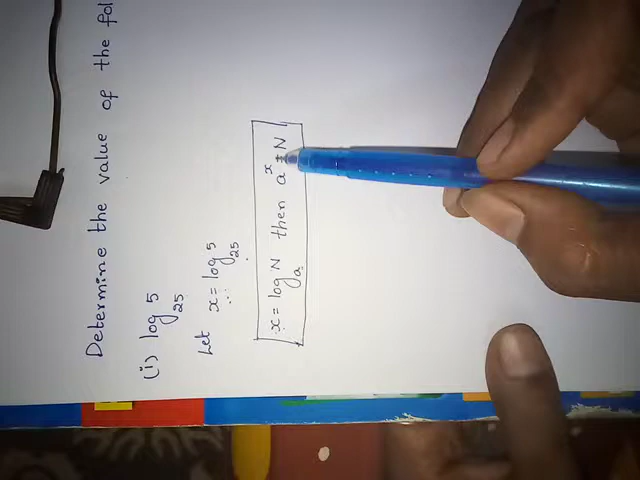 Determine the value of the fol
(i) log₂₅ 5
Let x = log₂₅ 5
x = logₐ N then aˣ = N